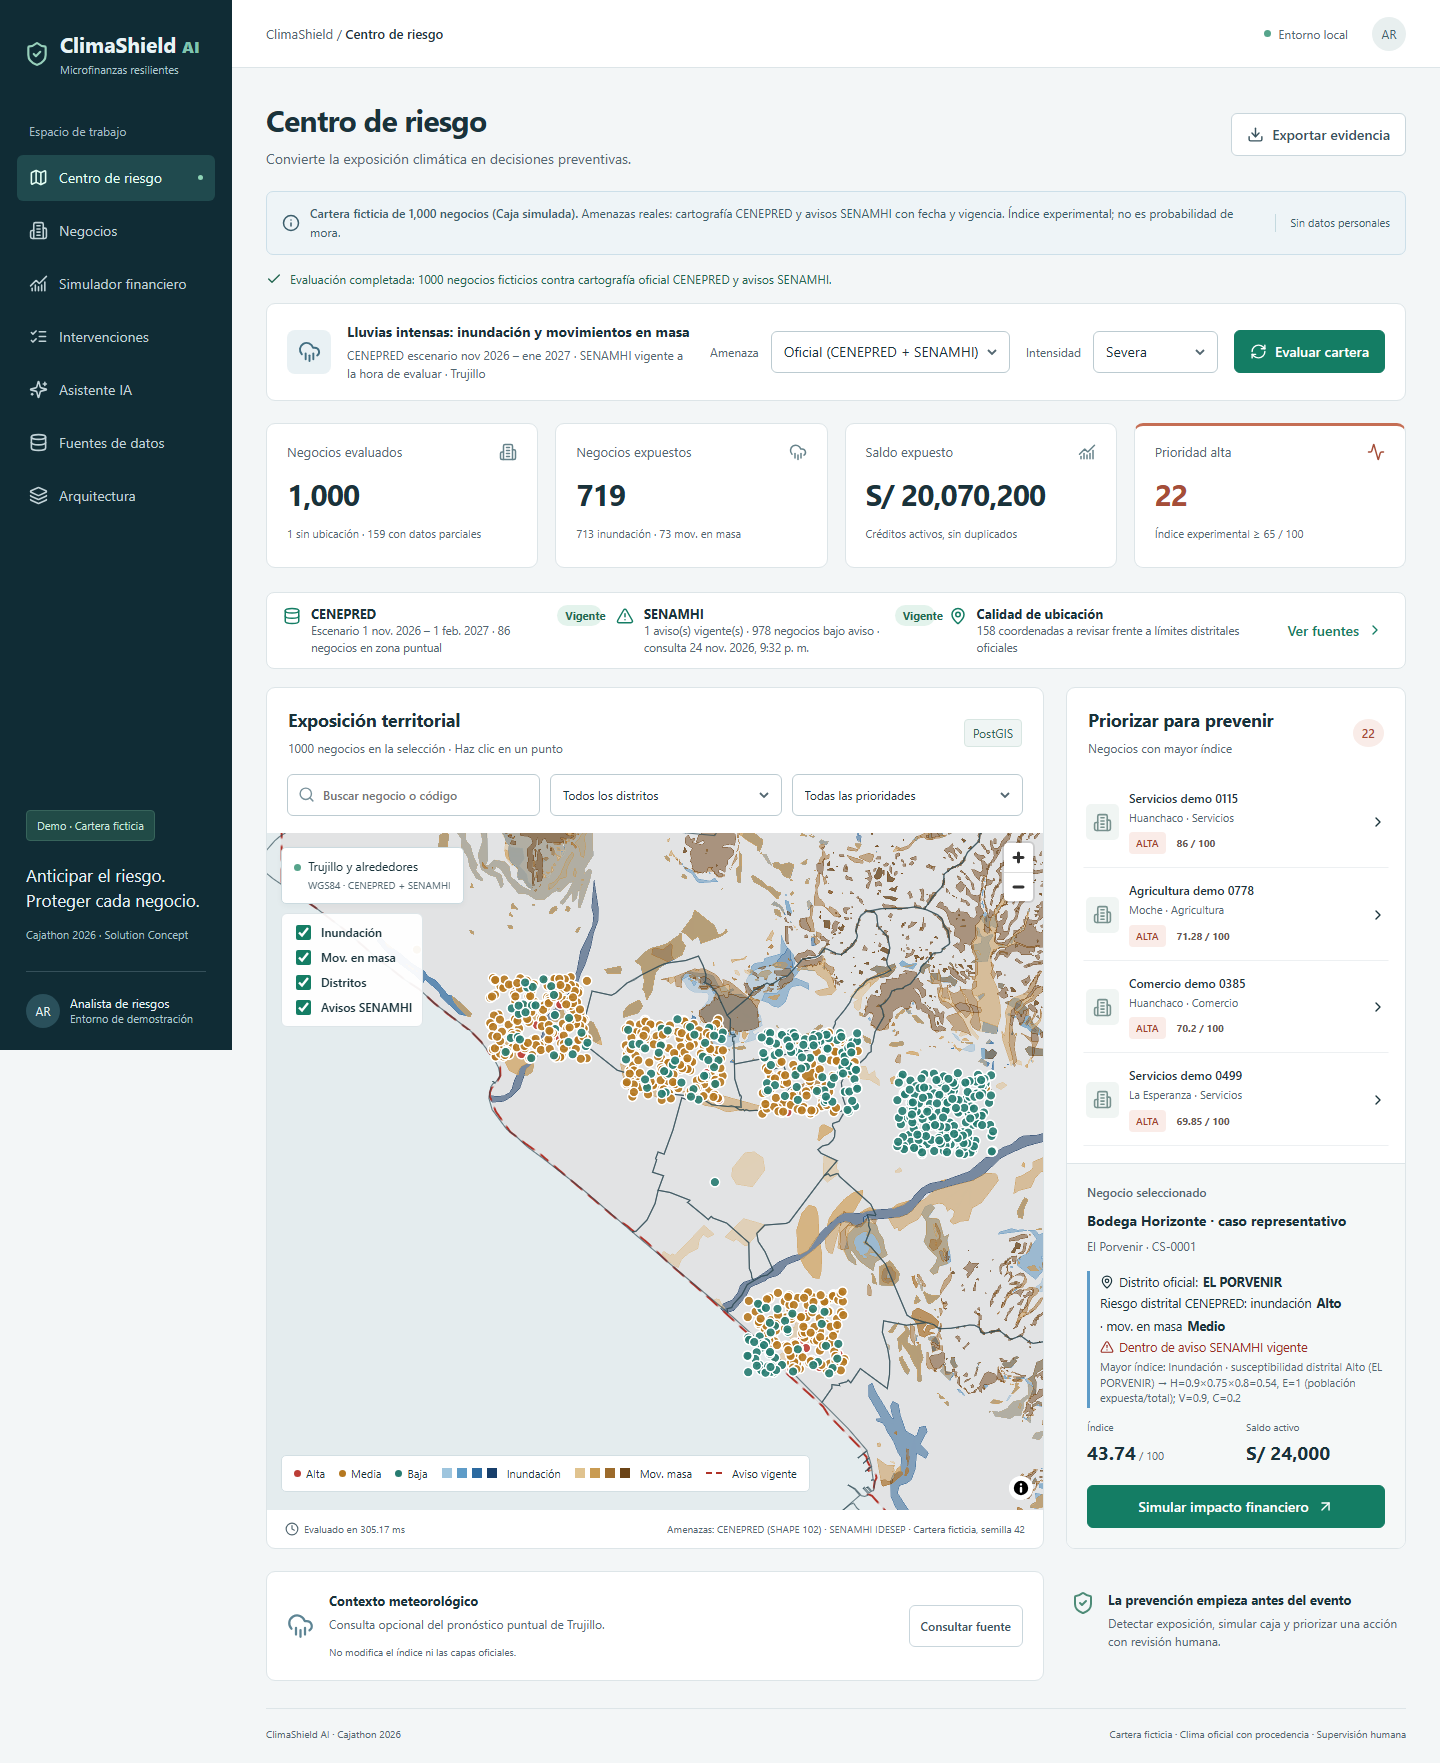 ClimaShield AI
Microfinanzas resilientes
Espacio de trabajo
Centro de riesgo
Negocios
Simulador financiero
Intervenciones
Asistente IA
Fuentes de datos
Arquitectura
Demo · Cartera ficticia
Anticipar el riesgo.
Proteger cada negocio.
Cajathon 2026 · Solution Concept
AR
Analista de riesgos
Entorno de demostración
ClimaShield / Centro de riesgo
Entorno local
AR
Centro de riesgo
Convierte la exposición climática en decisiones preventivas.
Exportar evidencia
Cartera ficticia de 1,000 negocios (Caja simulada). Amenazas reales: cartografía CENEPRED y avisos SENAMHI con fecha y vigencia. Índice experimental; no es probabilidad de
mora.
Sin datos personales
Evaluación completada: 1000 negocios ficticios contra cartografía oficial CENEPRED y avisos SENAMHI.
Lluvias intensas: inundación y movimientos en masa
CENEPRED escenario nov 2026 – ene 2027 · SENAMHI vigente a
la hora de evaluar · Trujillo
Amenaza
Oficial (CENEPRED + SENAMHI)
Intensidad
Severa
Evaluar cartera
Negocios evaluados
1,000
1 sin ubicación · 159 con datos parciales
Negocios expuestos
719
713 inundación · 73 mov. en masa
Saldo expuesto
S/ 20,070,200
Créditos activos, sin duplicados
Prioridad alta
22
Índice experimental ≥ 65 / 100
CENEPRED
Escenario 1 nov. 2026 – 1 feb. 2027 · 86
negocios en zona puntual
Vigente
SENAMHI
1 aviso(s) vigente(s) · 978 negocios bajo aviso ·
consulta 24 nov. 2026, 9:32 p. m.
Vigente
Calidad de ubicación
158 coordenadas a revisar frente a límites distritales
oficiales
Ver fuentes
Exposición territorial
1000 negocios en la selección · Haz clic en un punto
PostGIS
Buscar negocio o código
Todos los distritos
Todas las prioridades
Trujillo y alrededores
WGS84 · CENEPRED + SENAMHI
Inundación
Mov. en masa
Distritos
Avisos SENAMHI
+
−
Alta
Media
Baja
Inundación
Mov. masa
Aviso vigente
Evaluado en 305.17 ms
Amenazas: CENEPRED (SHAPE 102) · SENAMHI IDESEP · Cartera ficticia, semilla 42
Priorizar para prevenir
Negocios con mayor índice
22
Servicios demo 0115
Huanchaco · Servicios
ALTA 86 / 100
Agricultura demo 0778
Moche · Agricultura
ALTA 71.28 / 100
Comercio demo 0385
Huanchaco · Comercio
ALTA 70.2 / 100
Servicios demo 0499
La Esperanza · Servicios
ALTA 69.85 / 100
Negocio seleccionado
Bodega Horizonte · caso representativo
El Porvenir · CS-0001
Distrito oficial: EL PORVENIR
Riesgo distrital CENEPRED: inundación Alto
· mov. en masa Medio
Dentro de aviso SENAMHI vigente
Mayor índice: Inundación · susceptibilidad distrital Alto (EL
PORVENIR) → H=0.9×0.75×0.8=0.54, E=1 (población
expuesta/total); V=0.9, C=0.2
Índice
43.74 / 100
Saldo activo
S/ 24,000
Simular impacto financiero
Contexto meteorológico
Consulta opcional del pronóstico puntual de Trujillo.
No modifica el índice ni las capas oficiales.
Consultar fuente
La prevención empieza antes del evento
Detectar exposición, simular caja y priorizar una acción
con revisión humana.
ClimaShield AI · Cajathon 2026
Cartera ficticia · Clima oficial con procedencia · Supervisión humana